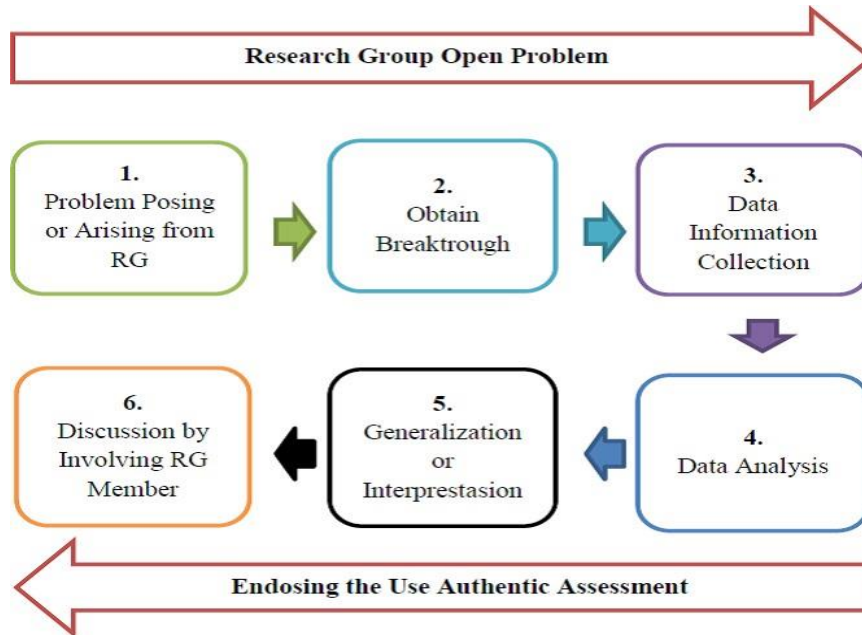 Research Group Open Problem
1.
Problem Posing
or Arising from
RG
2.
Obtain
Breaktrough
3.
Data
Information
Collection
4.
Data Analysis
5.
Generalization
or
Interprestasion
6.
Discussion by
Involving RG
Member
Endosing the Use Authentic Assessment